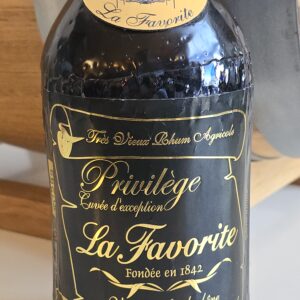 La Favorite
Très Vieux Rhum Agricole
Privilège
Cuvée d'exception
La Favorite
Fondée en 1842